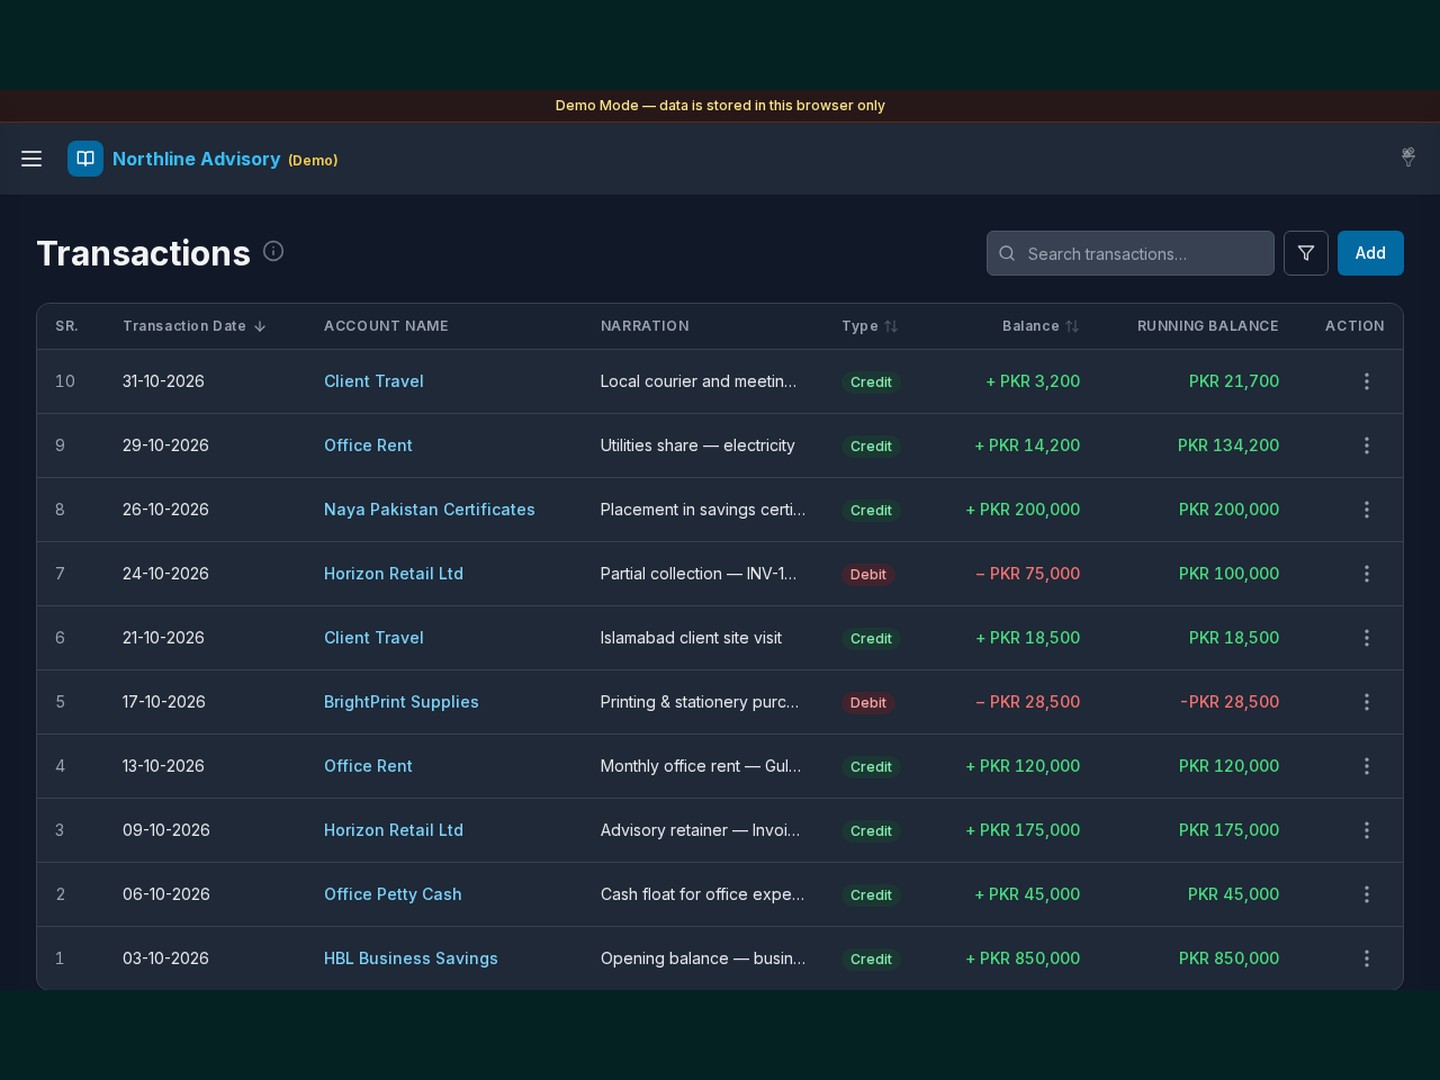 Demo Mode — data is stored in this browser only
Northline Advisory (Demo)
Transactions
Search transactions...
Add
SR. Transaction Date ACCOUNT NAME NARRATION Type Balance RUNNING BALANCE ACTION
10 31-10-2026 Client Travel Local courier and meetin... Credit + PKR 3,200 PKR 21,700
9 29-10-2026 Office Rent Utilities share — electricity Credit + PKR 14,200 PKR 134,200
8 26-10-2026 Naya Pakistan Certificates Placement in savings certi... Credit + PKR 200,000 PKR 200,000
7 24-10-2026 Horizon Retail Ltd Partial collection — INV-1... Debit − PKR 75,000 PKR 100,000
6 21-10-2026 Client Travel Islamabad client site visit Credit + PKR 18,500 PKR 18,500
5 17-10-2026 BrightPrint Supplies Printing & stationery purc... Debit − PKR 28,500 -PKR 28,500
4 13-10-2026 Office Rent Monthly office rent — Gul... Credit + PKR 120,000 PKR 120,000
3 09-10-2026 Horizon Retail Ltd Advisory retainer — Invoi... Credit + PKR 175,000 PKR 175,000
2 06-10-2026 Office Petty Cash Cash float for office expe... Credit + PKR 45,000 PKR 45,000
1 03-10-2026 HBL Business Savings Opening balance — busin... Credit + PKR 850,000 PKR 850,000